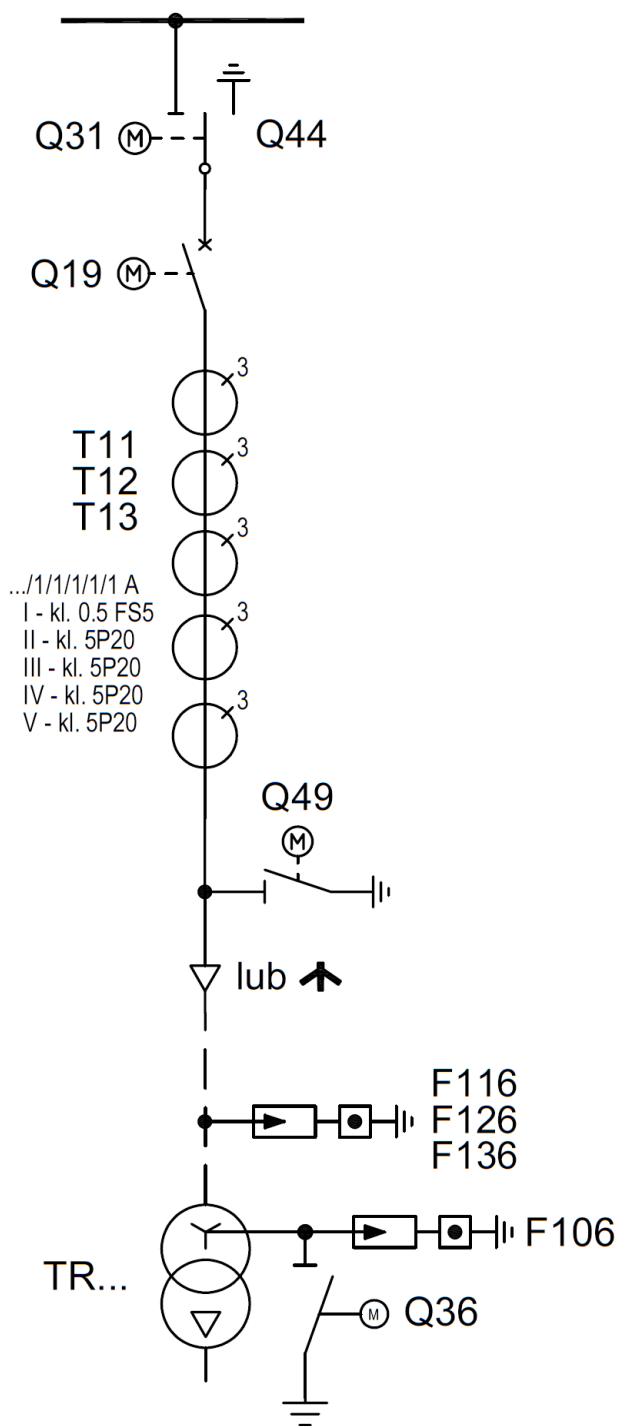 Q31 M
Q44
Q19 M
3
3
3
3
3
T11
T12
T13
.../1/1/1/1/1 A
I - kl. 0.5 FS5
II - kl. 5P20
III - kl. 5P20
IV - kl. 5P20
V - kl. 5P20
Q49
M
lub
F116
F126
F136
F106
TR...
M Q36